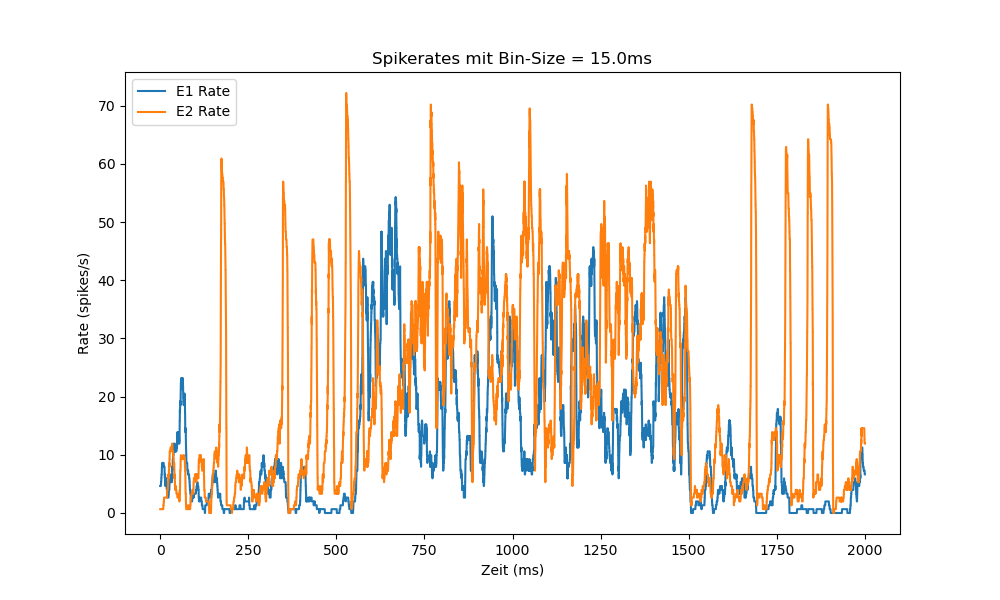 Spikerates mit Bin-Size = 15.0ms
E1 Rate
E2 Rate
Rate (spikes/s)
70
60
50
40
30
20
10
0
0 250 500 750 1000 1250 1500 1750 2000
Zeit (ms)